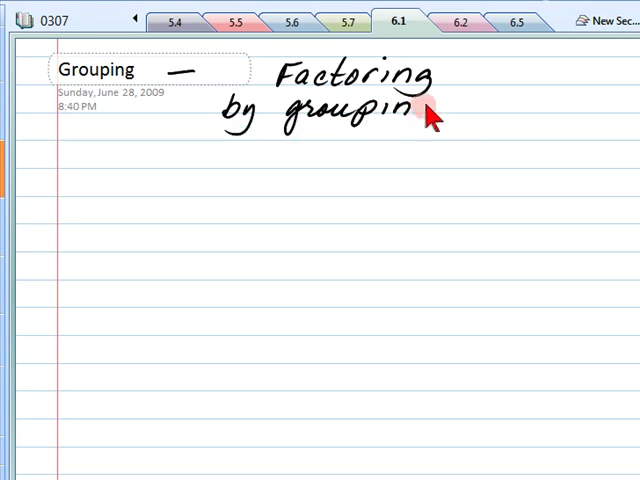 0307 5.4 5.5 5.6 5.7 6.1 6.2 6.5 New Sec...
Grouping — Factoring
Sunday, June 28, 2009
8:40 PM
by groupin